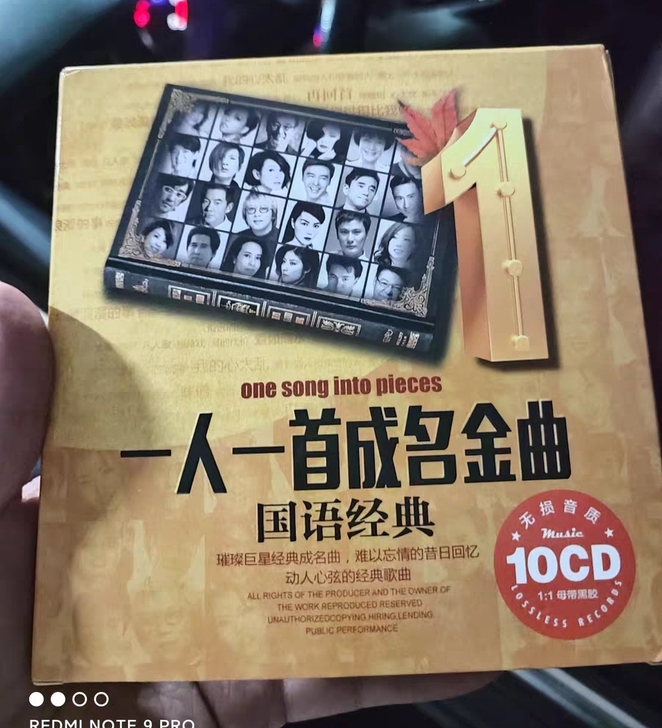 再回首
one song into pieces
一人一首成名金曲
国语经典
璀璨巨星经典成名曲，难以忘情的昔日回忆
动人心弦的经典歌曲
ALL RIGHTS OF THE PRODUCER AND THE OWNER OF
THE WORK REPRODUCED RESERVED
UNAUTHORIZEDCOPYING.HIRING.LENDING.
PUBLIC PERFORMANCE
无损音质
Music
10CD
1:1 母带黑胶
LOSSLESS RECORDS
REDMI NOTE 9 PRO